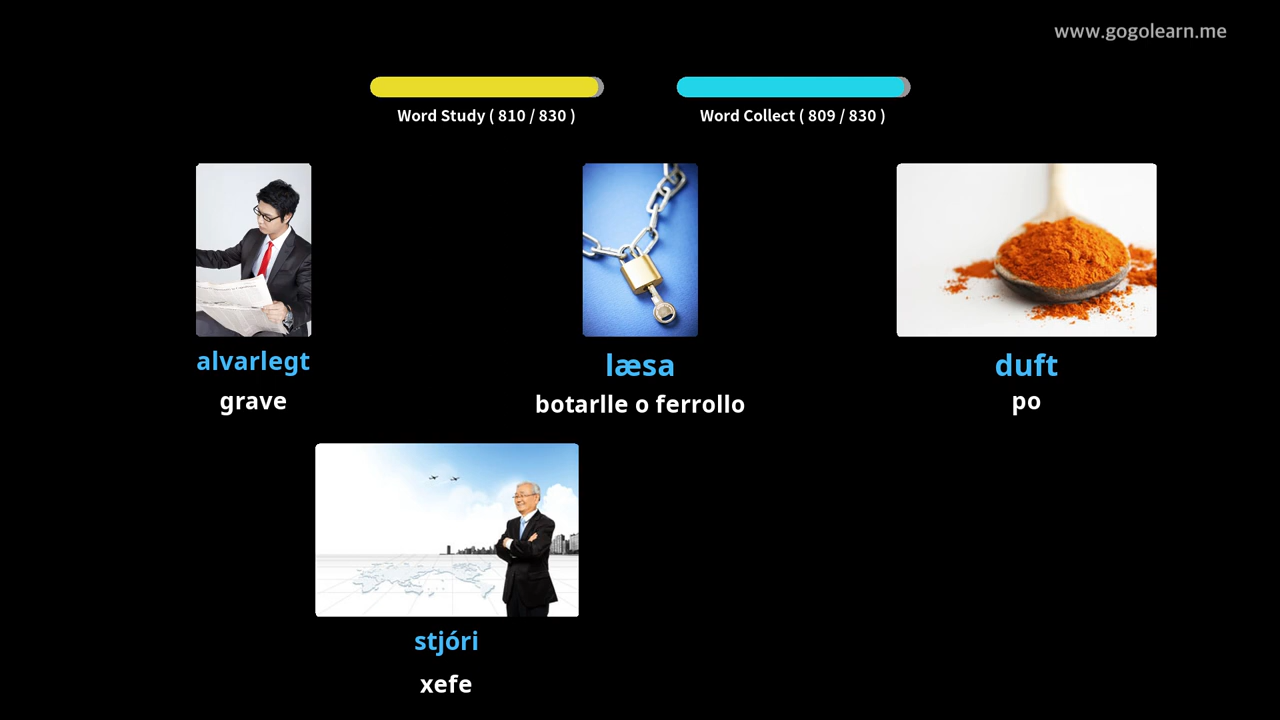 www.gogolearn.me
Word Study ( 810 / 830 )
Word Collect ( 809 / 830 )
alvarlegt
grave
læsa
botarlle o ferrollo
duft
po
stjóri
xefe